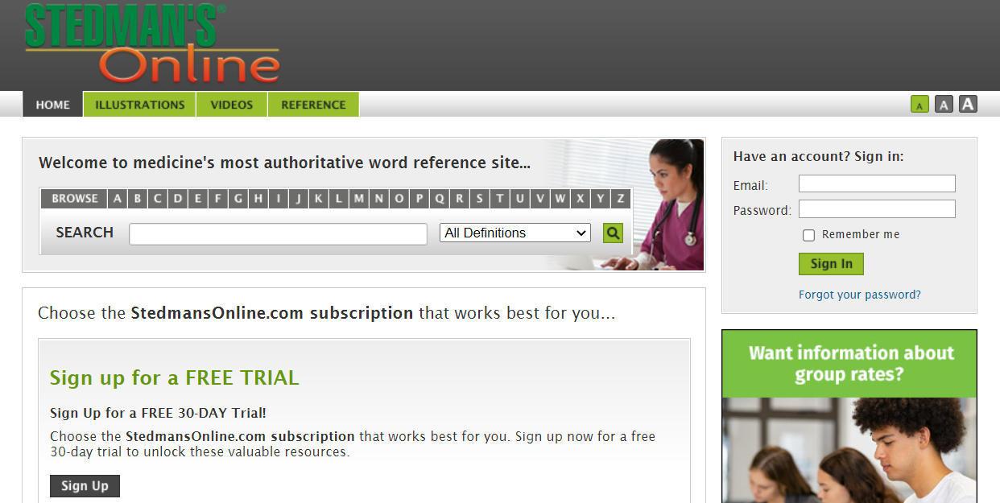 STEDMAN'S®
Online
HOME ILLUSTRATIONS VIDEOS REFERENCE
A A A
Welcome to medicine's most authoritative word reference site...
BROWSE A B C D E F G H I J K L M N O P Q R S T U V W X Y Z
SEARCH All Definitions
Choose the StedmansOnline.com subscription that works best for you...
Sign up for a FREE TRIAL
Sign Up for a FREE 30-DAY Trial!
Choose the StedmansOnline.com subscription that works best for you. Sign up now for a free
30-day trial to unlock these valuable resources.
Sign Up
Have an account? Sign in:
Email:
Password:
Remember me
Sign In
Forgot your password?
Want information about
group rates?